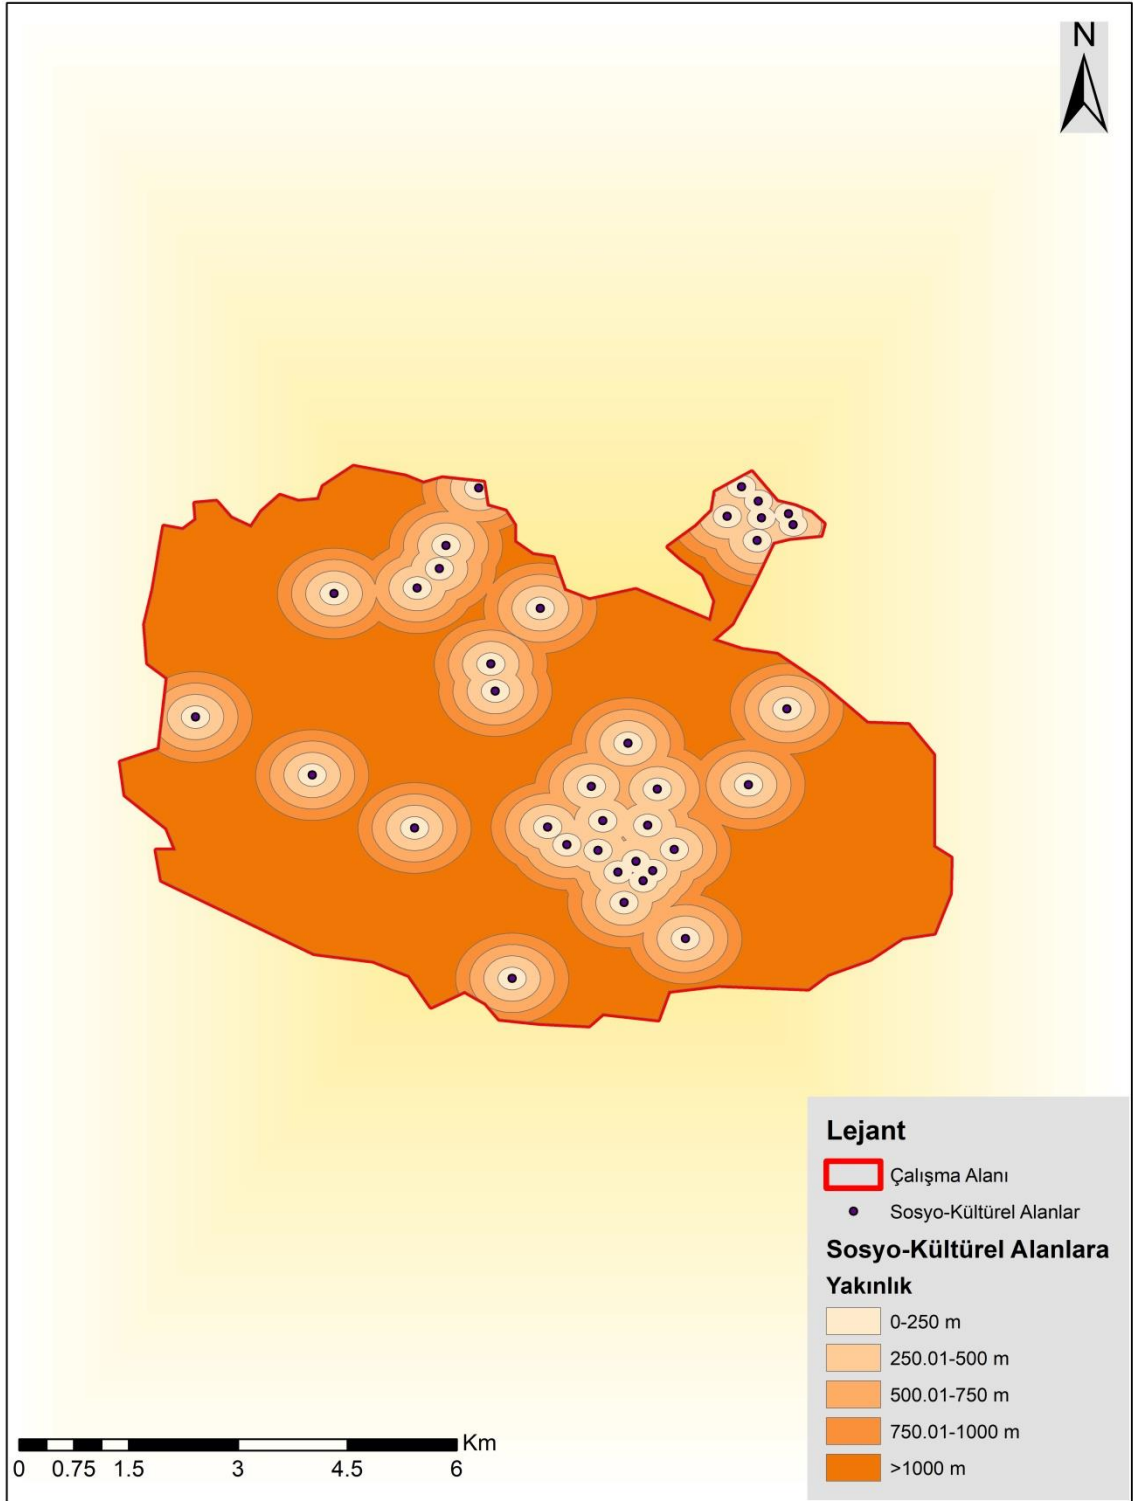 N
Lejant
Çalışma Alanı
Sosyo-Kültürel Alanlar
Sosyo-Kültürel Alanlara
Yakınlık
0-250 m
250.01-500 m
500.01-750 m
750.01-1000 m
>1000 m
Km
0 0.75 1.5 3 4.5 6